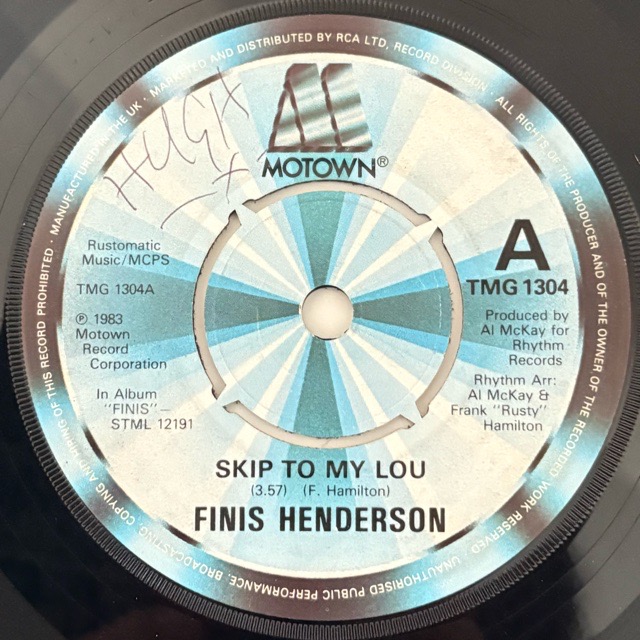 MANUFACTURED IN THE UK · MARKETED AND DISTRIBUTED BY RCA LTD, RECORD DIVISION · ALL RIGHTS OF THE PRODUCER AND OF THE OWNER OF THE RECORDED WORK RESERVED. UNAUTHORISED PUBLIC PERFORMANCE, BROADCASTING, COPYING AND HIRING OF THIS RECORD PROHIBITED ·
HUGH
X
MOTOWN®
A
TMG 1304
Rustomatic
Music/MCPS
TMG 1304A
℗ 1983
Motown
Record
Corporation
In Album
"FINIS"—
STML 12191
Produced by
Al McKay for
Rhythm
Records
Rhythm Arr:
Al McKay &
Frank "Rusty"
Hamilton
SKIP TO MY LOU
(3.57) (F. Hamilton)
FINIS HENDERSON